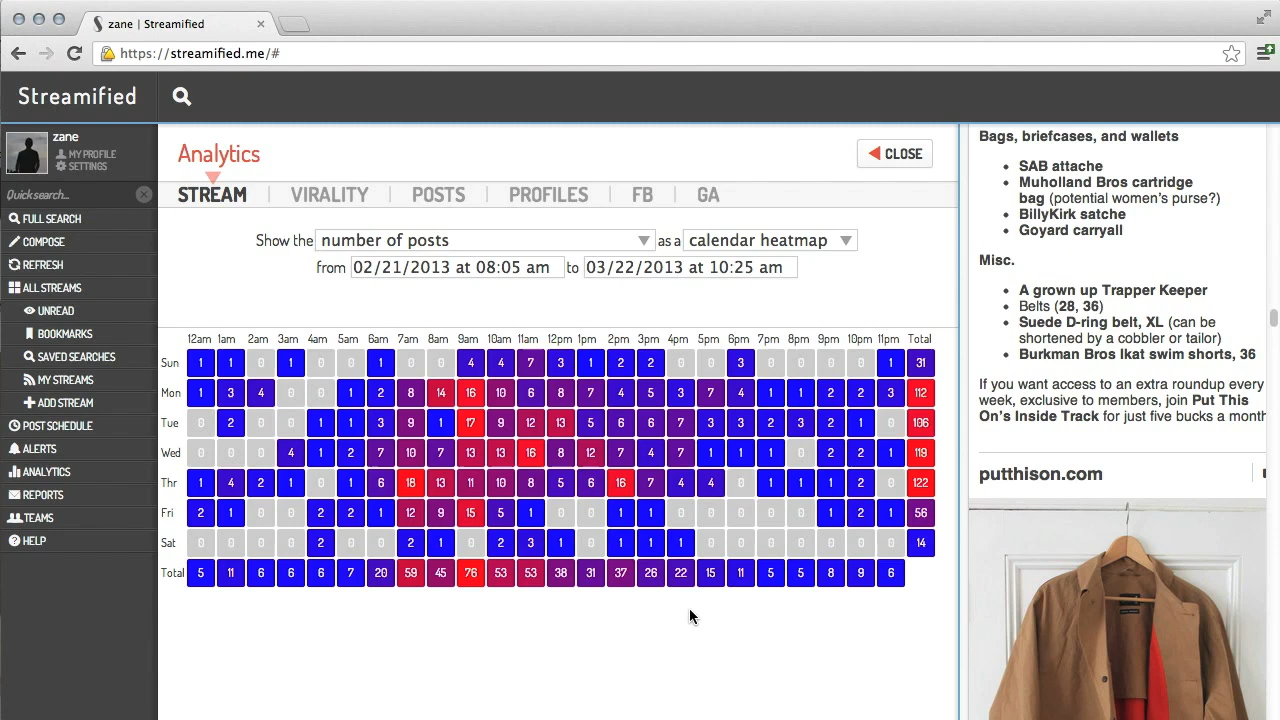 zane | Streamified
https://streamified.me/#
Streamified
zane
MY PROFILE
SETTINGS
Quick search...
FULL SEARCH
COMPOSE
REFRESH
ALL STREAMS
UNREAD
BOOKMARKS
SAVED SEARCHES
MY STREAMS
ADD STREAM
POST SCHEDULE
ALERTS
ANALYTICS
REPORTS
TEAMS
HELP
Analytics
CLOSE
STREAM VIRALITY POSTS PROFILES FB GA
Show the number of posts as a calendar heatmap
from 02/21/2013 at 08:05 am to 03/22/2013 at 10:25 am
12am 1am 2am 3am 4am 5am 6am 7am 8am 9am 10am 11am 12pm 1pm 2pm 3pm 4pm 5pm 6pm 7pm 8pm 9pm 10pm 11pm Total
Sun 1 1 0 1 0 0 1 0 0 4 4 7 3 1 2 2 0 0 3 0 0 0 0 1 31
Mon 1 3 4 0 0 1 2 8 14 16 10 6 8 7 4 5 3 7 4 1 1 2 2 3 112
Tue 0 2 0 0 1 1 3 9 1 17 9 12 13 5 6 6 7 3 3 2 3 2 1 0 106
Wed 0 0 0 4 1 2 7 10 7 13 13 16 8 12 7 4 7 1 1 1 0 2 2 1 119
Thr 1 4 2 1 0 1 6 18 13 11 10 8 5 6 16 7 4 4 0 1 1 1 2 0 122
Fri 2 1 0 0 2 2 1 12 9 15 5 1 0 0 1 1 0 0 0 0 0 1 2 1 56
Sat 0 0 0 0 2 0 0 2 1 0 2 3 1 0 1 1 1 0 0 0 0 0 0 0 14
Total 5 11 6 6 6 7 20 59 45 76 53 53 38 31 37 26 22 15 11 5 5 8 9 6
Bags, briefcases, and wallets
SAB attache
Muholland Bros cartridge
bag (potential women's purse?)
BillyKirk satche
Goyard carryall
Misc.
A grown up Trapper Keeper
Belts (28, 36)
Suede D-ring belt, XL (can be
shortened by a cobbler or tailor)
Burkman Bros Ikat swim shorts, 36
If you want access to an extra roundup every
week, exclusive to members, join Put This
On's Inside Track for just five bucks a month
putthison.com